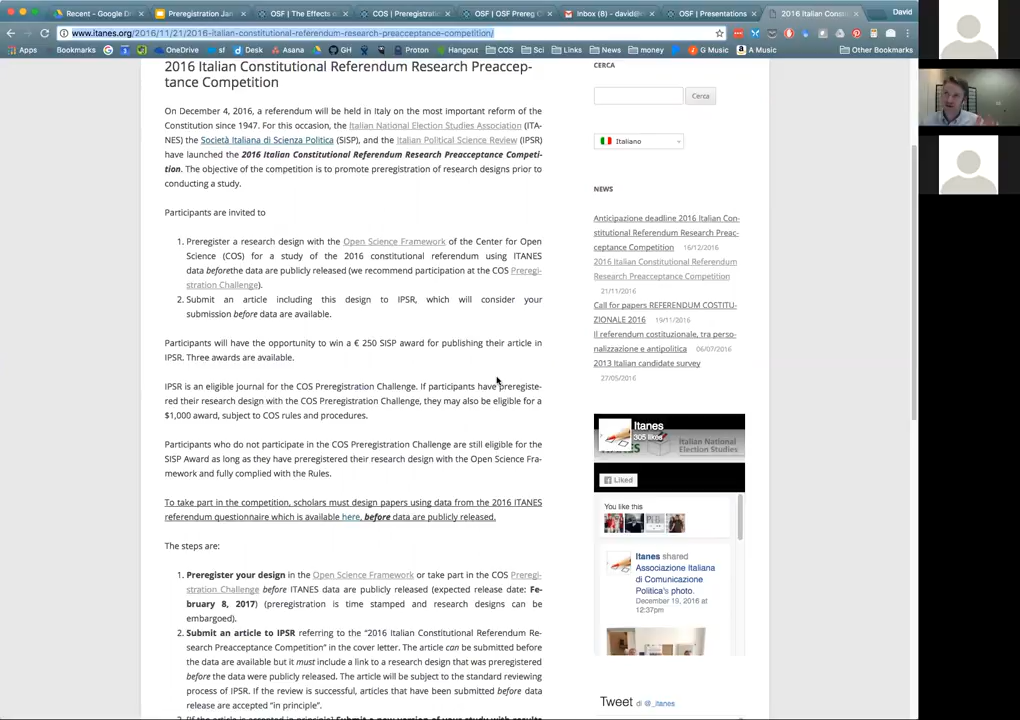 Recent - Google D
Preregistration Jan
OSF | The Effects o
COS | Preregistrat
OSF | OSF Prereg C
Inbox (8) - david@
OSF | Presentations
2016 Italian Const
David
www.itanes.org/2016/11/21/2016-italian-constitutional-referendum-research-preacceptance-competition/
Apps
Bookmarks
OneDrive
sf
Desk
Asana
GH
Proton
Hangout
COS
Sci
Links
News
money
G Music
A Music
Other Bookmarks
2016 Italian Constitutional Referendum Research Preaccep-
tance Competition
On December 4, 2016, a referendum will be held in Italy on the most important reform of the
Constitution since 1947. For this occasion, the Italian National Election Studies Association (ITA-
NES) the Società Italiana di Scienza Politica (SISP), and the Italian Political Science Review (IPSR)
have launched the 2016 Italian Constitutional Referendum Research Preacceptance Competi-
tion. The objective of the competition is to promote preregistration of research designs prior to
conducting a study.
Participants are invited to
1. Preregister a research design with the Open Science Framework of the Center for Open
Science (COS) for a study of the 2016 constitutional referendum using ITANES
data beforethe data are publicly released (we recommend participation at the COS Preregi-
stration Challenge).
2. Submit an article including this design to IPSR, which will consider your
submission before data are available.
Participants will have the opportunity to win a € 250 SISP award for publishing their article in
IPSR. Three awards are available.
IPSR is an eligible journal for the COS Preregistration Challenge. If participants have preregiste-
red their research design with the COS Preregistration Challenge, they may also be eligible for a
$1,000 award, subject to COS rules and procedures.
Participants who do not participate in the COS Preregistration Challenge are still eligible for the
SISP Award as long as they have preregistered their research design with the Open Science Fra-
mework and fully complied with the Rules.
To take part in the competition, scholars must design papers using data from the 2016 ITANES
referendum questionnaire which is available here, before data are publicly released.
The steps are:
1. Preregister your design in the Open Science Framework or take part in the COS Preregi-
stration Challenge before ITANES data are publicly released (expected release date: Fe-
bruary 8, 2017) (preregistration is time stamped and research designs can be
embargoed).
2. Submit an article to IPSR referring to the “2016 Italian Constitutional Referendum Re-
search Preacceptance Competition” in the cover letter. The article can be submitted before
the data are available but it must include a link to a research design that was preregistered
before the data were publicly released. The article will be subject to the standard reviewing
process of IPSR. If the review is successful, articles that have been submitted before data
release are accepted “in principle”.
CERCA
Cerca
Italiano
NEWS
Anticipazione deadline 2016 Italian Con-
stitutional Referendum Research Preac-
ceptance Competition 16/12/2016
2016 Italian Constitutional Referendum
Research Preacceptance Competition
21/11/2016
Call for papers REFERENDUM COSTITU-
ZIONALE 2016 19/11/2016
Il referendum costituzionale, tra perso-
nalizzazione e antipolitica 06/07/2016
2013 Italian candidate survey
27/05/2016
Itanes
305 likes
Italian National
Election Studies
Liked
You like this
Itanes shared
Associazione Italiana
di Comunicazione
Politica's photo.
December 19, 2016 at
12:37pm
Tweet di @_itanes